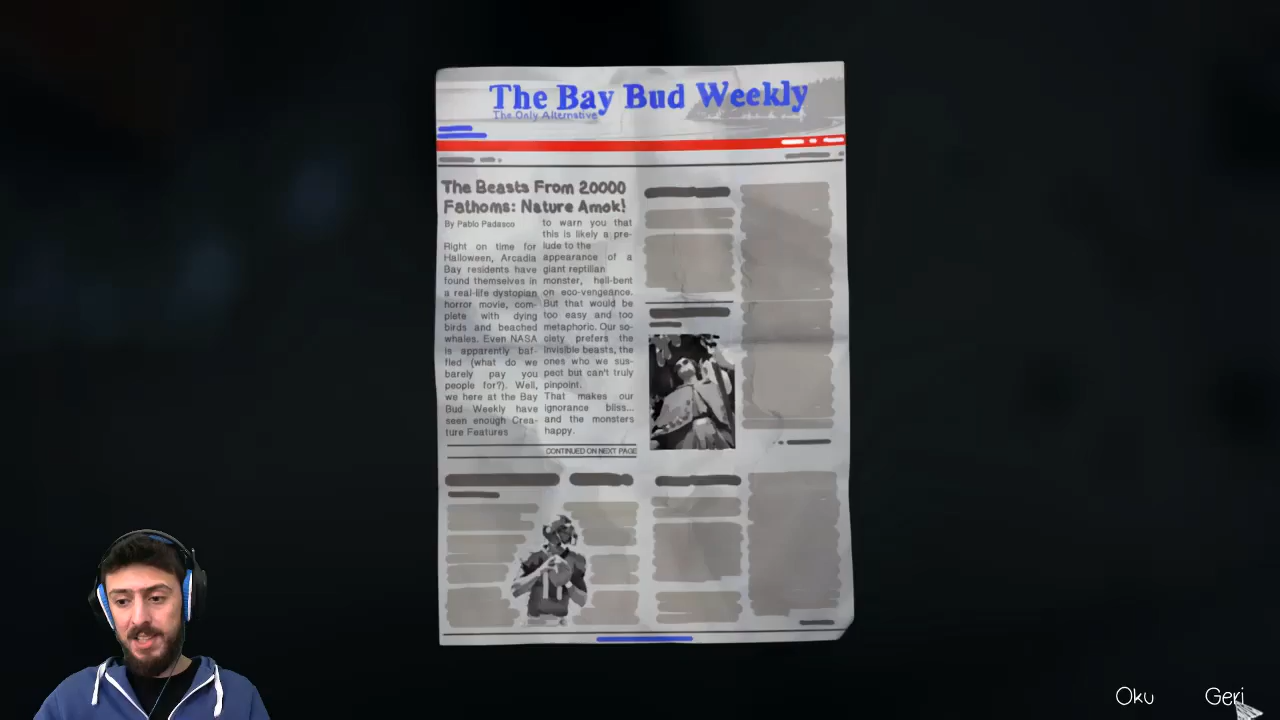 The Bay Bud Weekly
The Only Alternative
The Beasts From 20000
Fathoms: Nature Amok!
By Pablo Padasco
Right on time for
Halloween, Arcadia
Bay residents have
found themselves in
a real-life dystopian
horror movie, com-
plete with dying
birds and beached
whales. Even NASA
is apparently baf-
fled (what do we
barely pay you
people for?). Well,
we here at the Bay
Bud Weekly have
seen enough Crea-
ture Features
to warn you that
this is likely a pre-
lude to the
appearance of a
giant reptilian
monster, hell-bent
on eco-vengeance.
But that would be
too easy and too
metaphoric. Our so-
ciety prefers the
invisible beasts, the
ones who we sus-
pect but can't truly
pinpoint.
That makes our
ignorance bliss...
and the monsters
happy.
CONTINUED ON NEXT PAGE
Oku
Geri